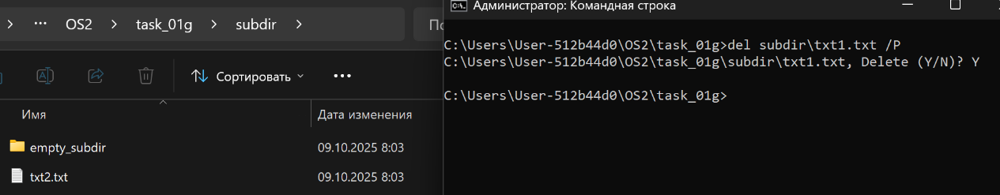 ··· OS2 task_01g subdir
Сортировать ···
Имя Дата изменения
empty_subdir 09.10.2025 8:03
txt2.txt 09.10.2025 8:03
Администратор: Командная строка
C:\Users\User-512b44d0\OS2\task_01g>del subdir\txt1.txt /P
C:\Users\User-512b44d0\OS2\task_01g\subdir\txt1.txt, Delete (Y/N)? Y
C:\Users\User-512b44d0\OS2\task_01g>